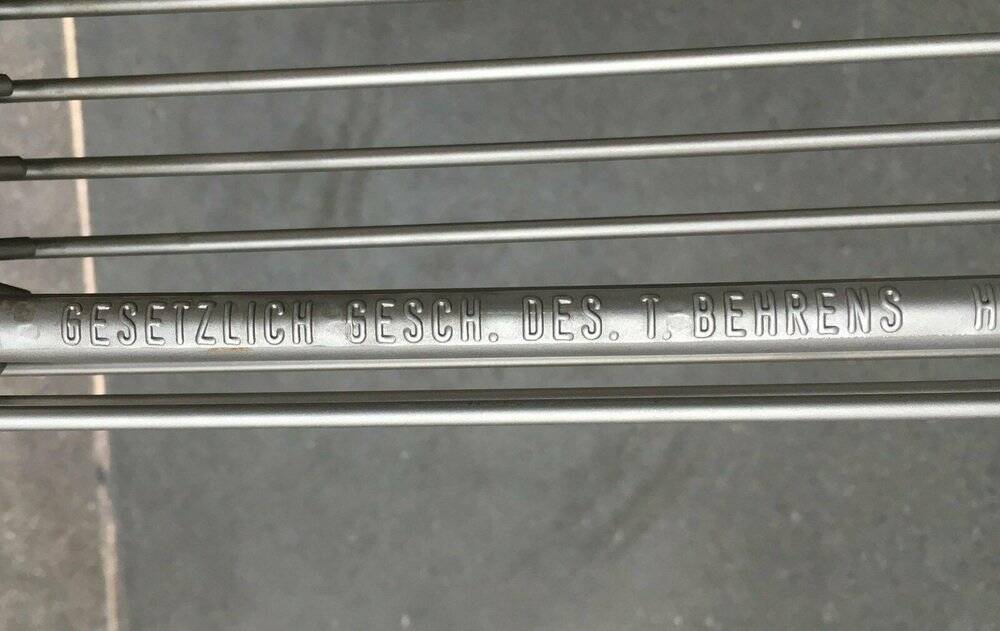 GESETZLICH GESCH. DES. T. BEHRENS H